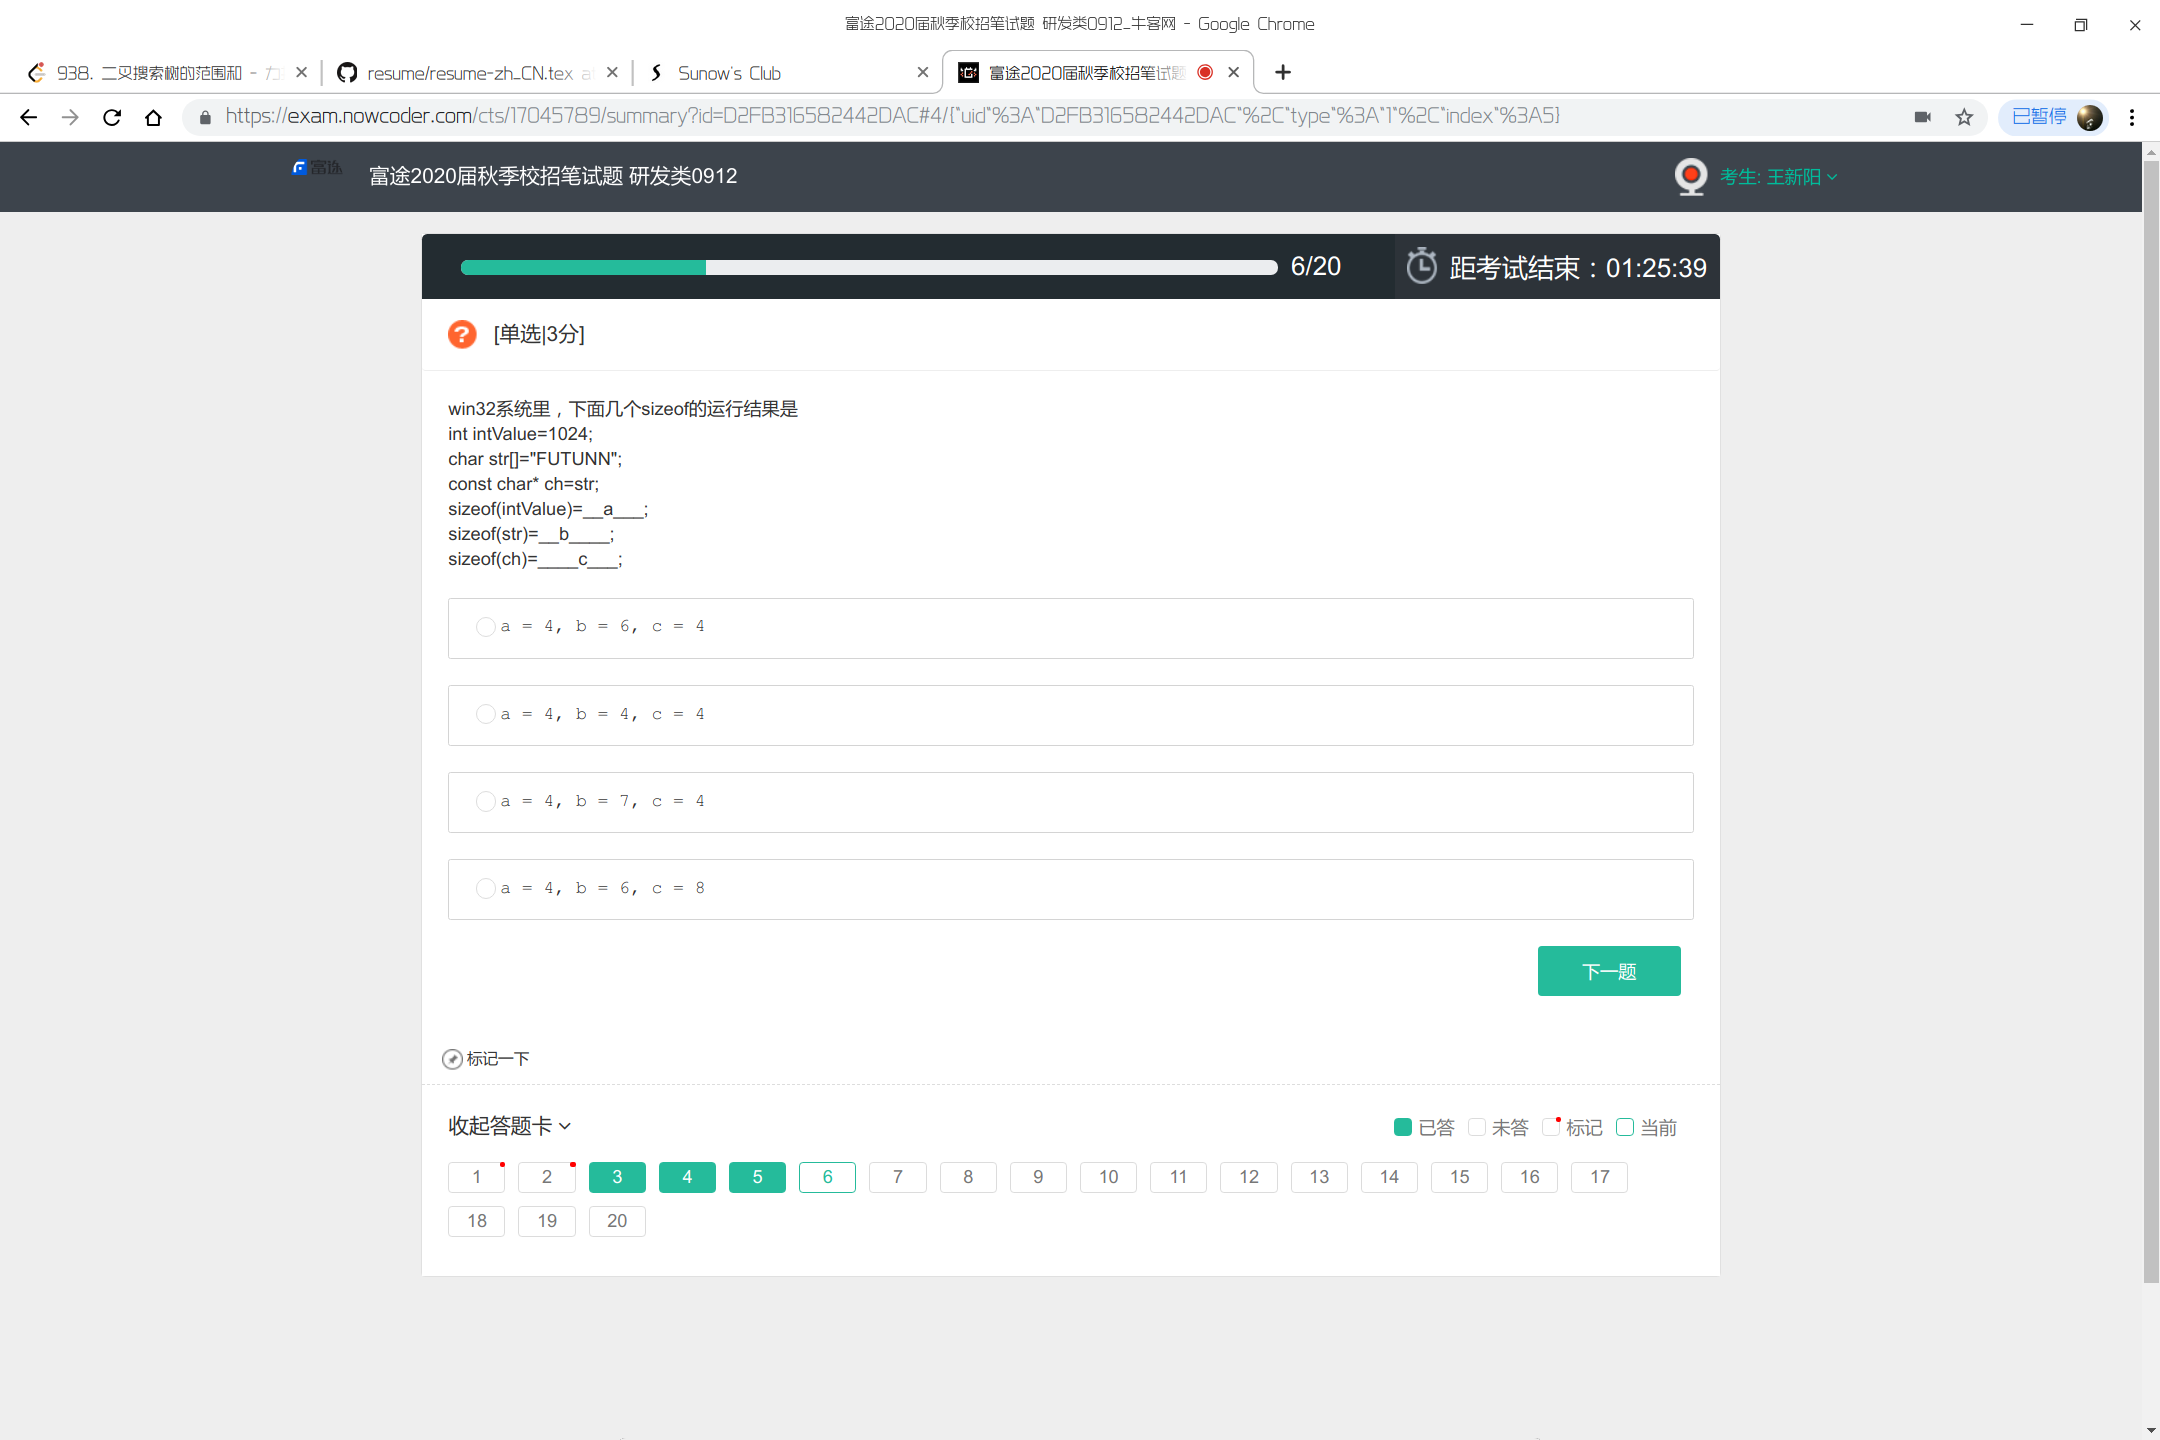 富途2020届秋季校招笔试题 研发类0912_牛客网 - Google Chrome
938. 二叉搜索树的范围和 - 力
resume/resume-zh_CN.tex at
Sunow's Club
富途2020届秋季校招笔试题
https://exam.nowcoder.com/cts/17045789/summary?id=D2FB316582442DAC#4/{"uid"%3A"D2FB316582442DAC"%2C"type"%3A"1"%2C"index"%3A5}
已暂停
富途
富途2020届秋季校招笔试题 研发类0912
考生: 王新阳
6/20
距考试结束：01:25:39
[单选|3分]
win32系统里，下面几个sizeof的运行结果是
int intValue=1024;
char str[]="FUTUNN";
const char* ch=str;
sizeof(intValue)=__a___;
sizeof(str)=__b____;
sizeof(ch)=____c___;
a = 4, b = 6, c = 4
a = 4, b = 4, c = 4
a = 4, b = 7, c = 4
a = 4, b = 6, c = 8
下一题
标记一下
收起答题卡
已答 未答 标记 当前
1 2 3 4 5 6 7 8 9 10 11 12 13 14 15 16 17
18 19 20